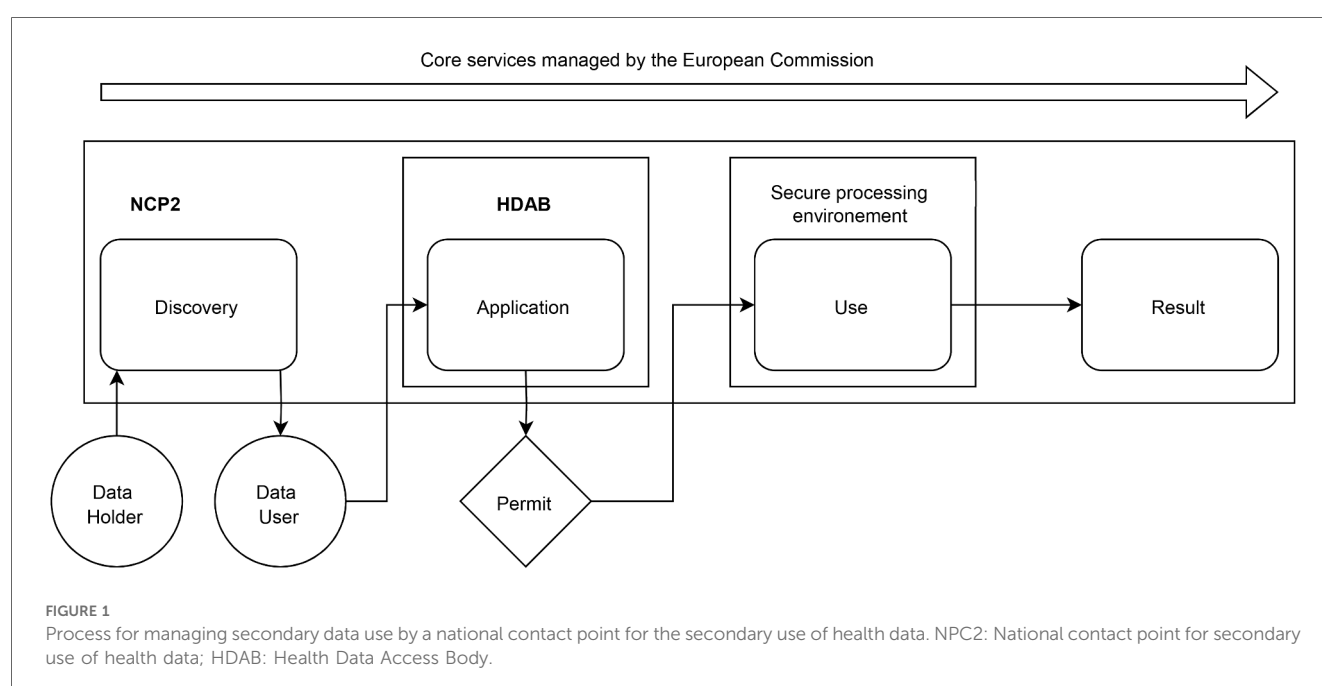 Core services managed by the European Commission
NCP2
HDAB
Secure processing
environement
Discovery
Application
Use
Result
Data
Holder
Data
User
Permit
FIGURE 1
Process for managing secondary data use by a national contact point for the secondary use of health data. NPC2: National contact point for secondary
use of health data; HDAB: Health Data Access Body.